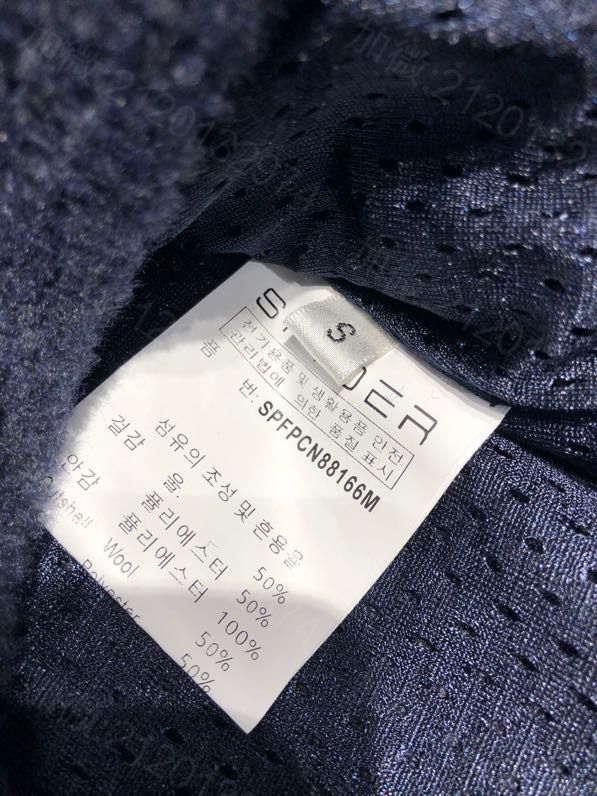 S
전기용품 및 생활용품 안전
관리법에 의한 품질 표시
품 번: SPFPCN88166M
섬유의 조성 및 혼용율
겉감 울 50%
폴리에스터 50%
안감 폴리에스터 100%
Wool 50%
Polyester 50%